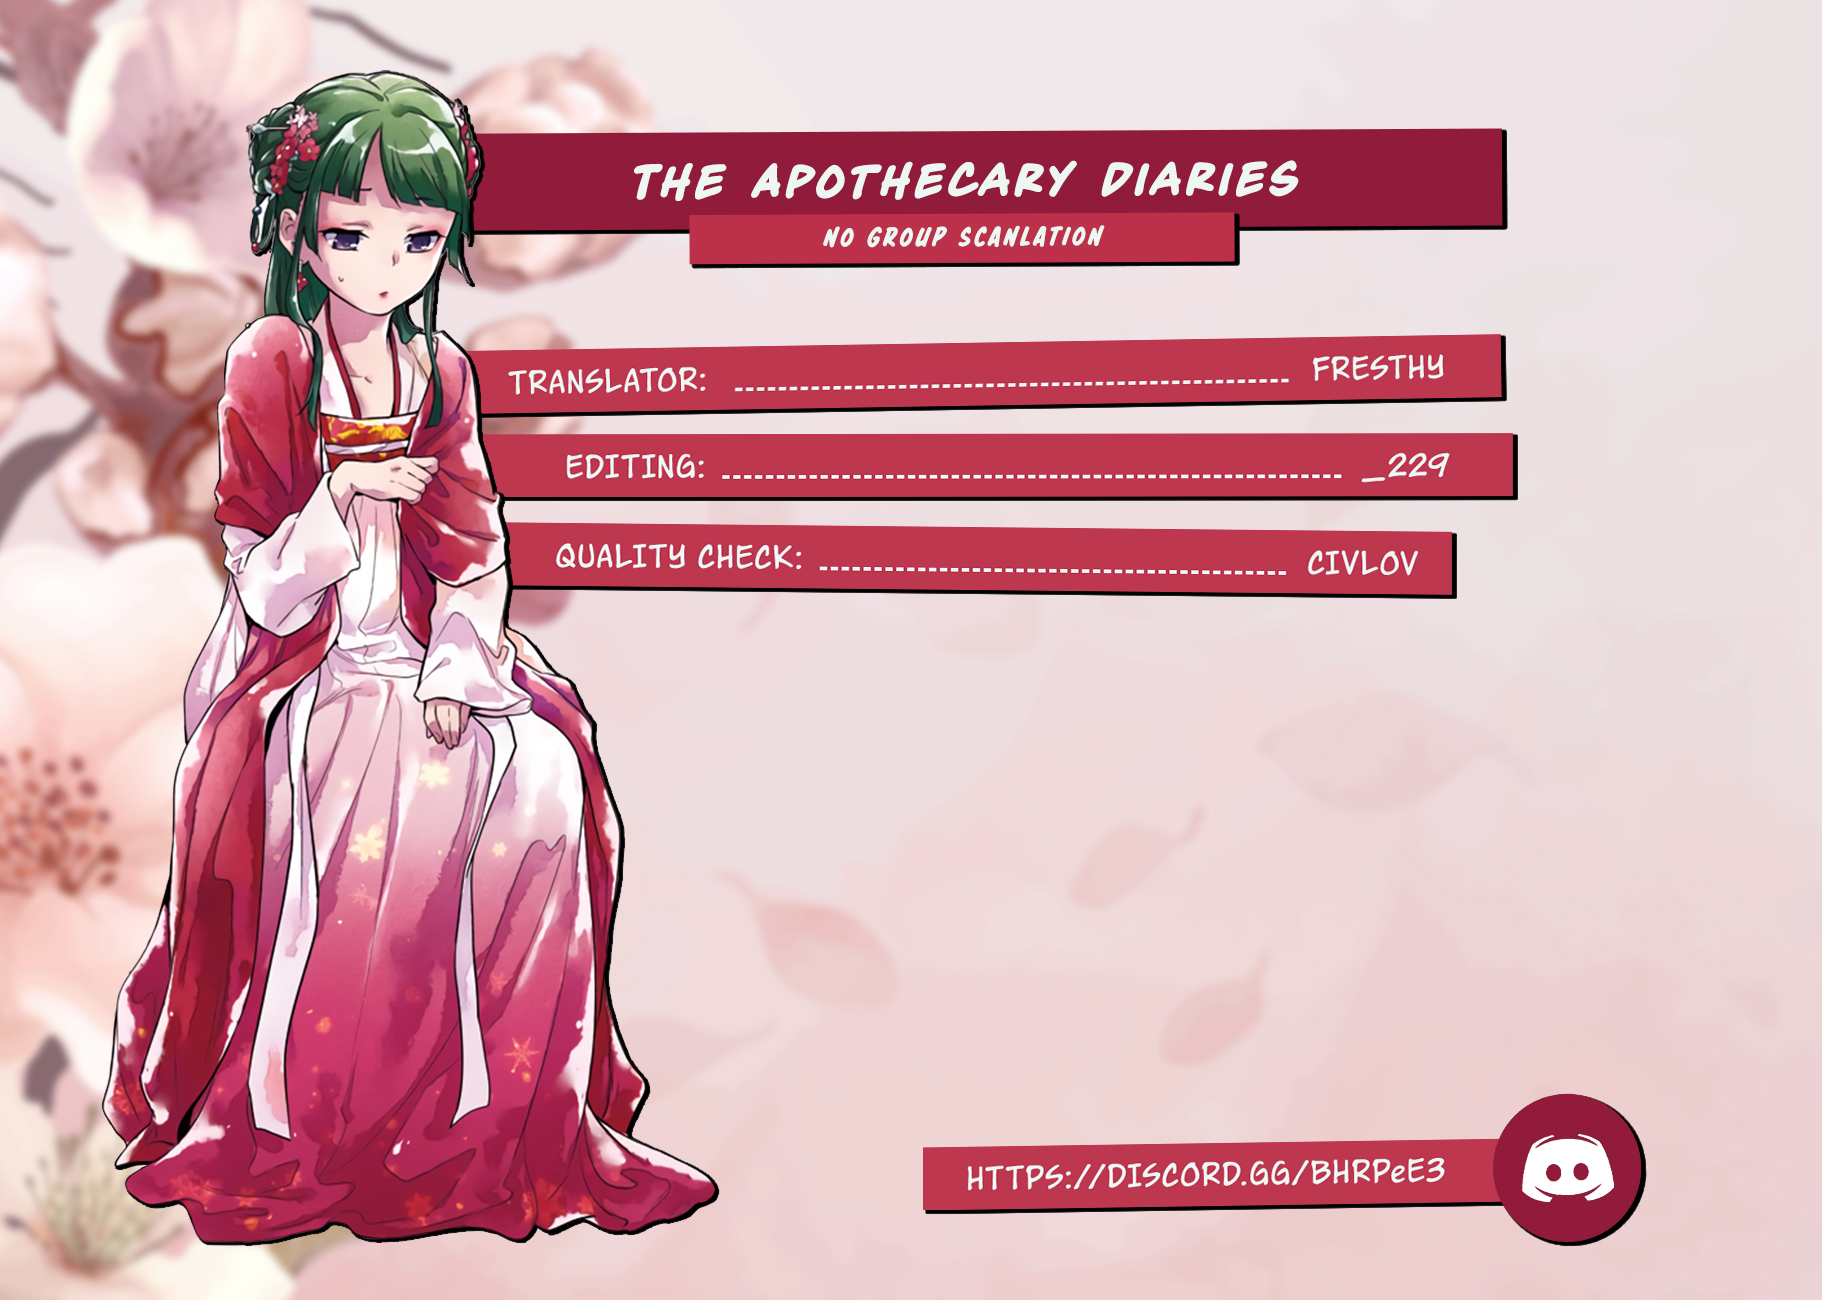 THE APOTHECARY DIARIES
NO GROUP SCANLATION
TRANSLATOR: FRESTHY
EDITING: _229
QUALITY CHECK: CIVLOV
HTTPS://DISCORD.GG/BHRPeE3